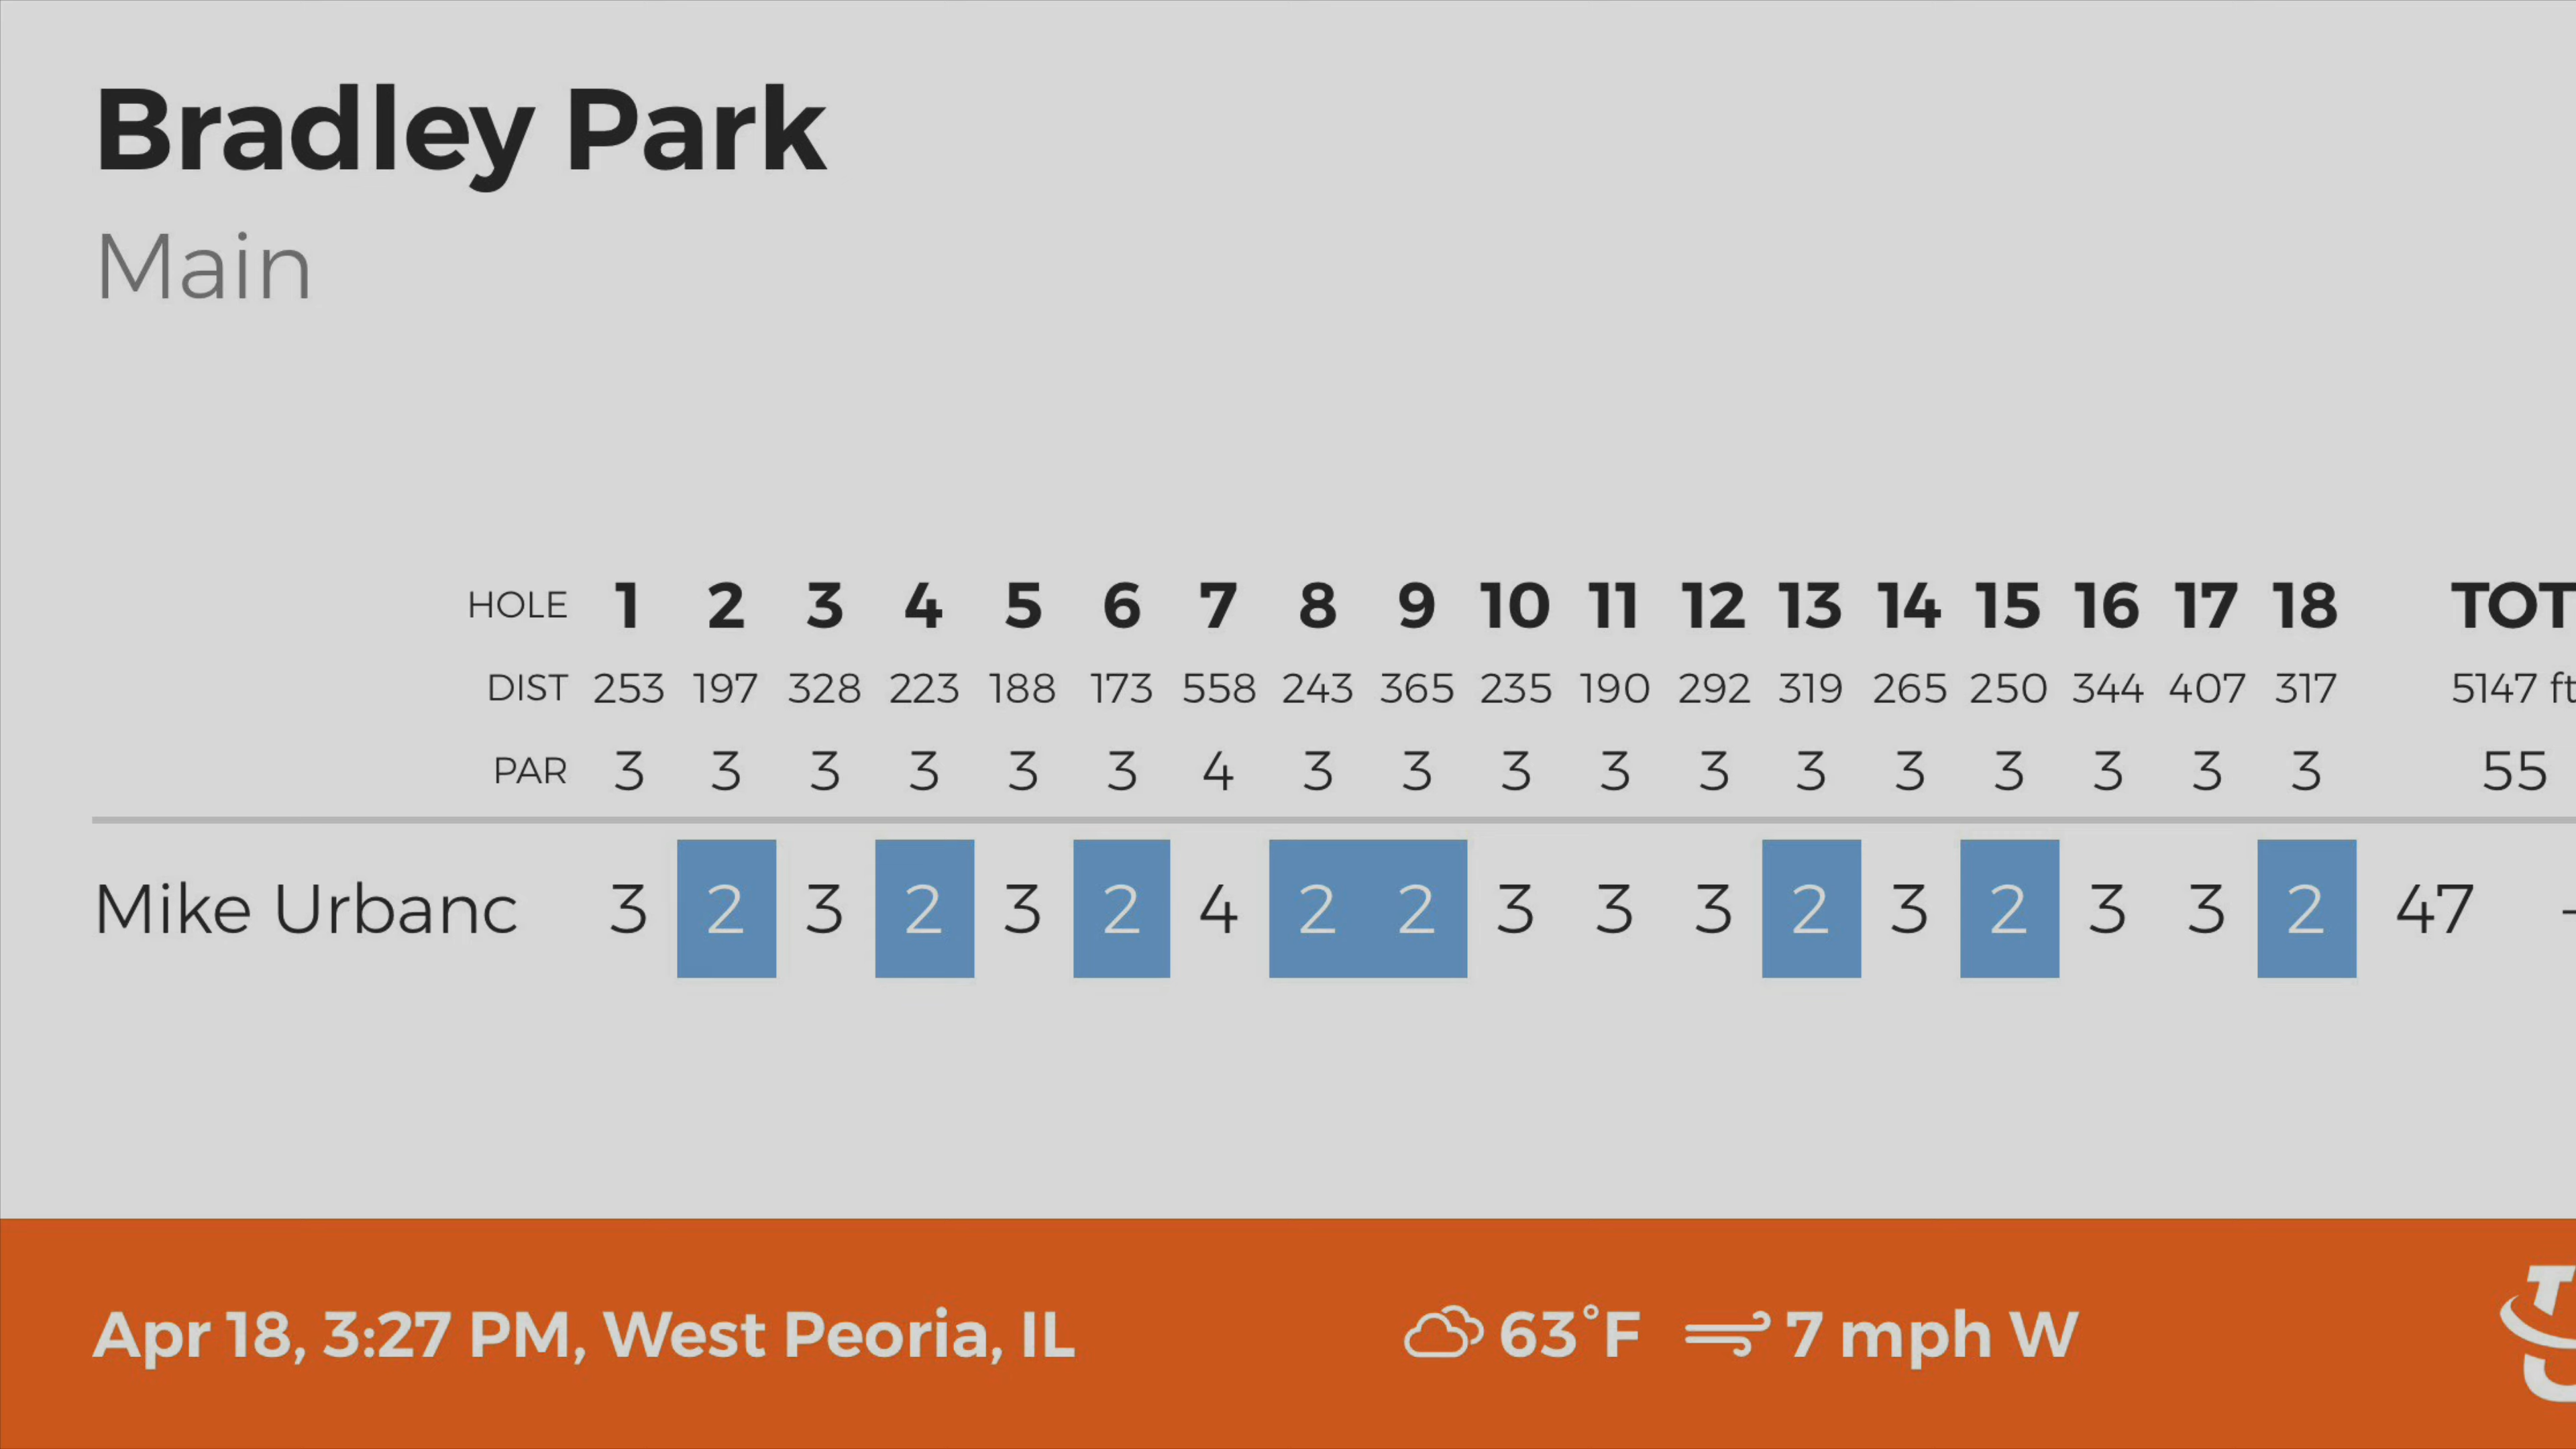 Bradley Park
Main
HOLE 1 2 3 4 5 6 7 8 9 10 11 12 13 14 15 16 17 18 TOT
DIST 253 197 328 223 188 173 558 243 365 235 190 292 319 265 250 344 407 317 5147 ft
PAR 3 3 3 3 3 3 4 3 3 3 3 3 3 3 3 3 3 3 55
Mike Urbanc 3 2 3 2 3 2 4 2 2 3 3 3 2 3 2 3 3 2 47 -
Apr 18, 3:27 PM, West Peoria, IL 63°F 7 mph W